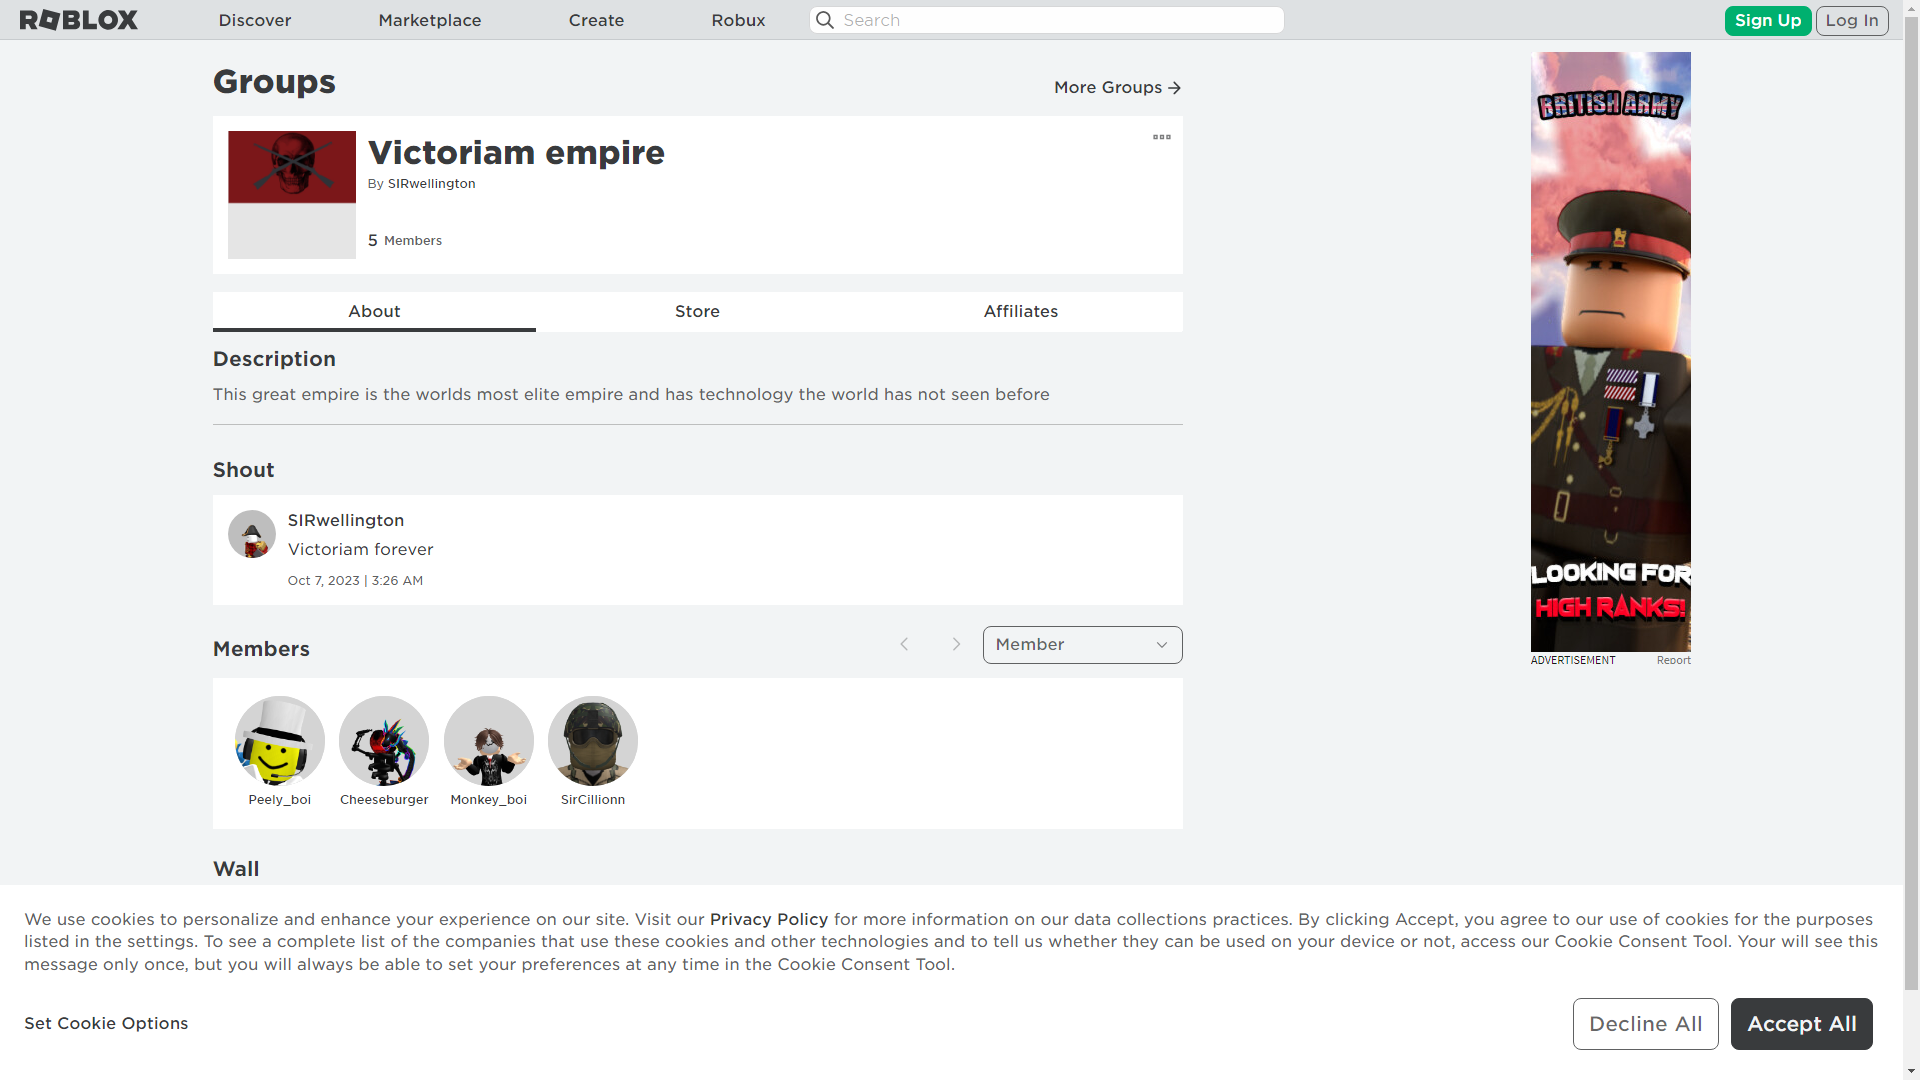 ROBLOX
Discover
Marketplace
Create
Robux
Search
Sign Up
Log In
Groups
More Groups
Victoriam empire
By SIRwellington
5 Members
About
Store
Affiliates
Description
This great empire is the worlds most elite empire and has technology the world has not seen before
Shout
SIRwellington
Victoriam forever
Oct 7, 2023 | 3:26 AM
Members
Member
Peely_boi
Cheeseburger
Monkey_boi
SirCillionn
Wall
BRITISH ARMY
LOOKING FOR
HIGH RANKS!
ADVERTISEMENT
Report
We use cookies to personalize and enhance your experience on our site. Visit our Privacy Policy for more information on our data collections practices. By clicking Accept, you agree to our use of cookies for the purposes
listed in the settings. To see a complete list of the companies that use these cookies and other technologies and to tell us whether they can be used on your device or not, access our Cookie Consent Tool. Your will see this
message only once, but you will always be able to set your preferences at any time in the Cookie Consent Tool.
Set Cookie Options
Decline All
Accept All